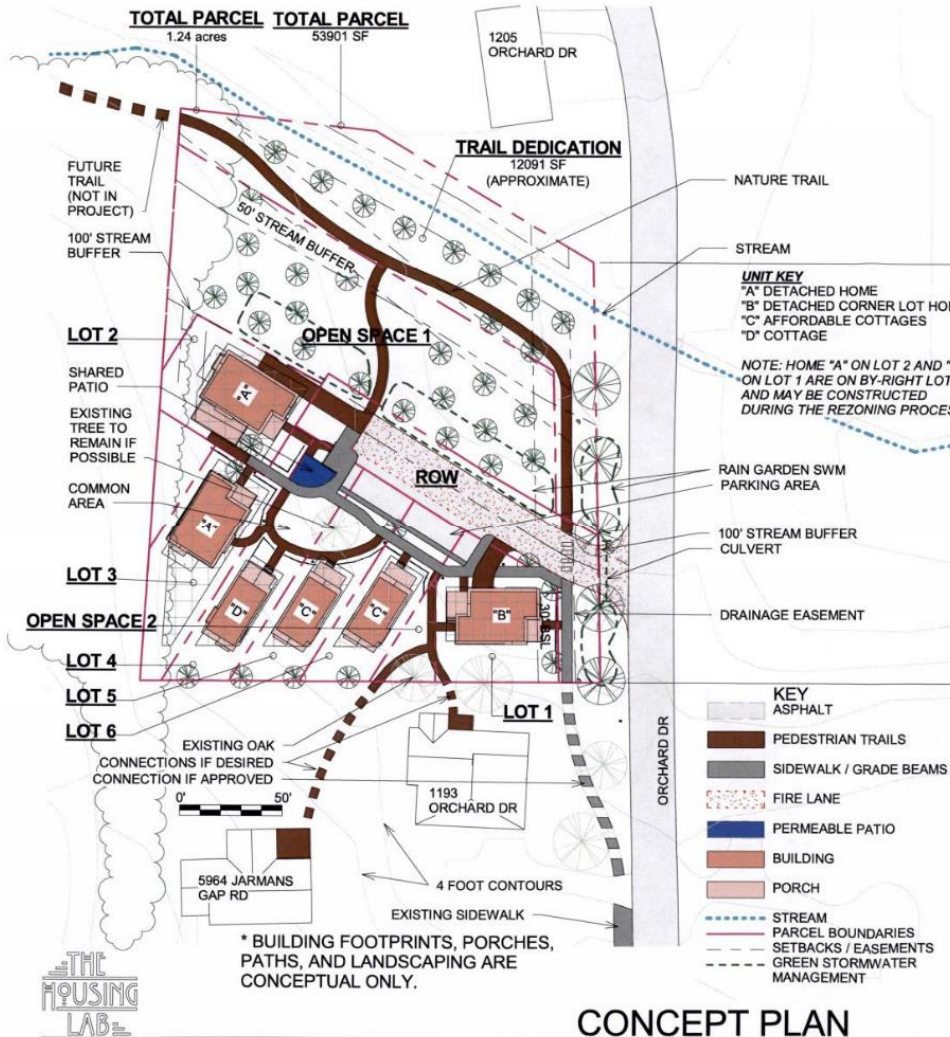 TOTAL PARCEL
1.24 acres
TOTAL PARCEL
53901 SF
1205
ORCHARD DR
TRAIL DEDICATION
12091 SF
(APPROXIMATE)
FUTURE
TRAIL
(NOT IN
PROJECT)
NATURE TRAIL
50' STREAM BUFFER
100' STREAM
BUFFER
STREAM
UNIT KEY
"A" DETACHED HOME
"B" DETACHED CORNER LOT
"C" AFFORDABLE COTTAGES
"D" COTTAGE
LOT 2
OPEN SPACE 1
NOTE: HOME "A" ON LOT 2 AND
ON LOT 1 ARE ON BY-RIGHT
AND MAY BE CONSTRUCTED
DURING THE REZONING
SHARED
PATIO
"A"
EXISTING
TREE TO
REMAIN IF
POSSIBLE
ROW
RAIN GARDEN SWM
PARKING AREA
COMMON
AREA
"A"
100' STREAM BUFFER
CULVERT
LOT 3
"D"
"C"
"C"
"B"
DRAINAGE EASEMENT
OPEN SPACE 2
LOT 4
LOT 5
LOT 6
LOT 1
KEY
ASPHALT
PEDESTRIAN TRAILS
SIDEWALK / GRADE BEAMS
FIRE LANE
PERMEABLE PATIO
BUILDING
PORCH
STREAM
PARCEL BOUNDARIES
SETBACKS / EASEMENTS
GREEN STORMWATER
MANAGEMENT
EXISTING OAK
CONNECTIONS IF DESIRED
CONNECTION IF APPROVED
0' 50'
1193
ORCHARD DR
ORCHARD DR
5964 JARMANS
GAP RD
4 FOOT CONTOURS
EXISTING SIDEWALK
* BUILDING FOOTPRINTS, PORCHES,
PATHS, AND LANDSCAPING ARE
CONCEPTUAL ONLY.
THE
HOUSING
LAB
CONCEPT PLAN